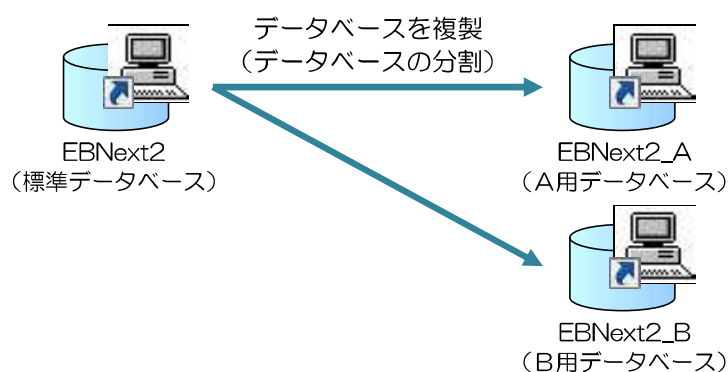 データベースを複製
（データベースの分割）
EBNext2
（標準データベース）
EBNext2_A
（A用データベース）
EBNext2_B
（B用データベース）